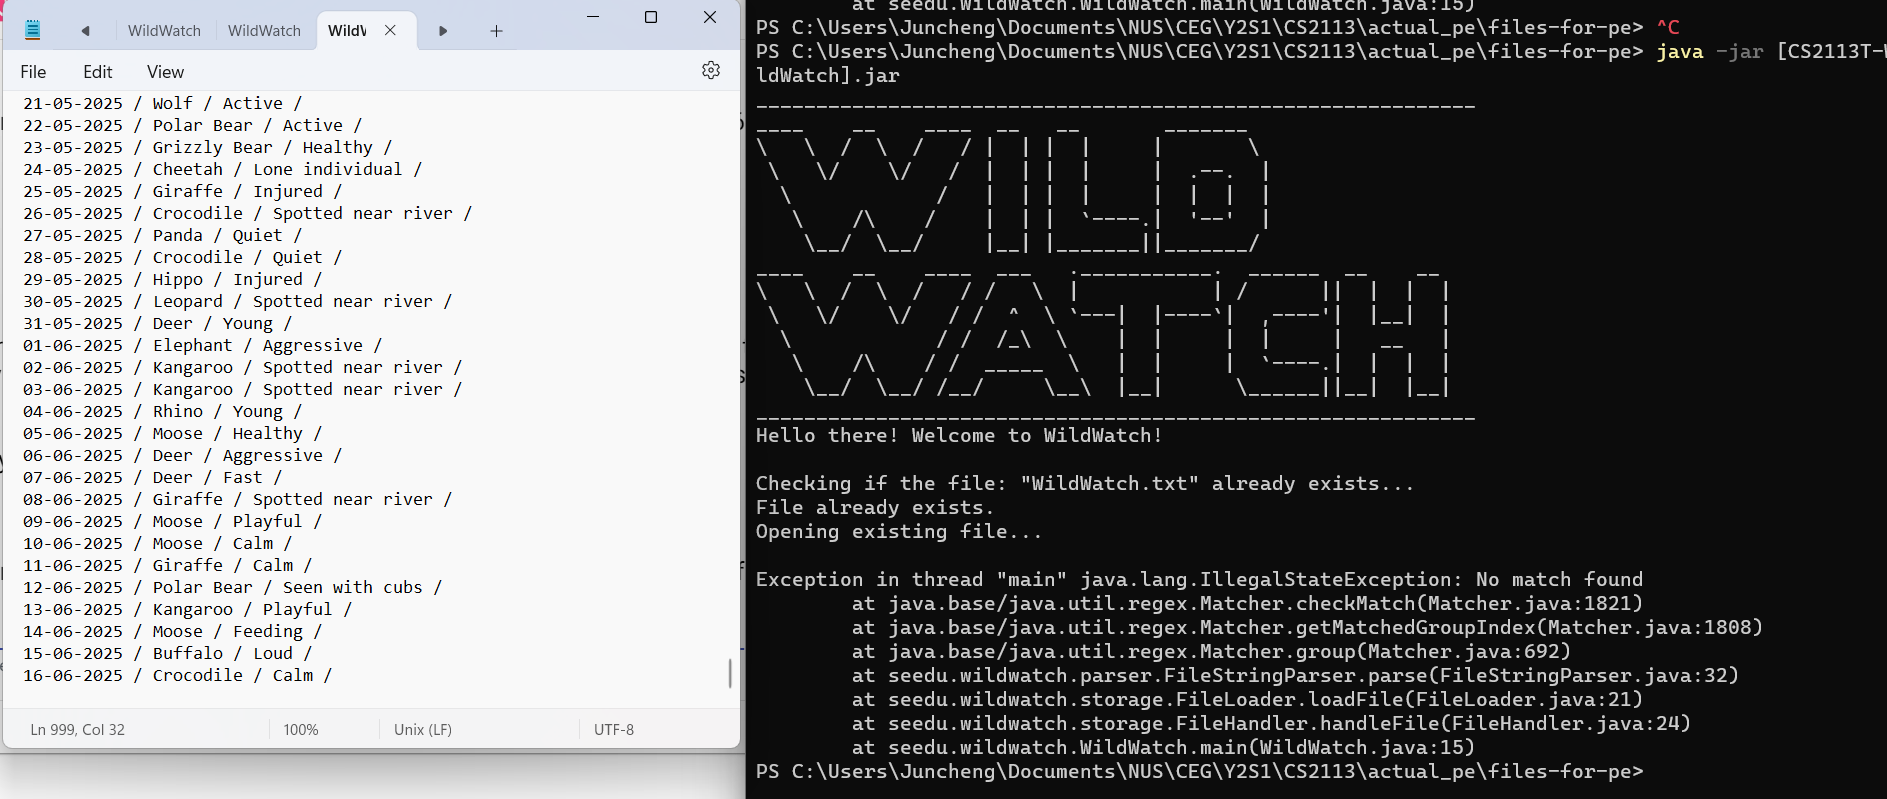 WildWatch
WildWatch
WildW
File
Edit
View
21-05-2025 / Wolf / Active /
22-05-2025 / Polar Bear / Active /
23-05-2025 / Grizzly Bear / Healthy /
24-05-2025 / Cheetah / Lone individual /
25-05-2025 / Giraffe / Injured /
26-05-2025 / Crocodile / Spotted near river /
27-05-2025 / Panda / Quiet /
28-05-2025 / Crocodile / Quiet /
29-05-2025 / Hippo / Injured /
30-05-2025 / Leopard / Spotted near river /
31-05-2025 / Deer / Young /
01-06-2025 / Elephant / Aggressive /
02-06-2025 / Kangaroo / Spotted near river /
03-06-2025 / Kangaroo / Spotted near river /
04-06-2025 / Rhino / Young /
05-06-2025 / Moose / Healthy /
06-06-2025 / Deer / Aggressive /
07-06-2025 / Deer / Fast /
08-06-2025 / Giraffe / Spotted near river /
09-06-2025 / Moose / Playful /
10-06-2025 / Moose / Calm /
11-06-2025 / Giraffe / Calm /
12-06-2025 / Polar Bear / Seen with cubs /
13-06-2025 / Kangaroo / Playful /
14-06-2025 / Moose / Feeding /
15-06-2025 / Buffalo / Loud /
16-06-2025 / Crocodile / Calm /
Ln 999, Col 32
100%
Unix (LF)
UTF-8
at seedu.wildwatch.WildWatch.main(WildWatch.java:15)
PS C:\Users\Juncheng\Documents\NUS\CEG\Y2S1\CS2113\actual_pe\files-for-pe> ^C
PS C:\Users\Juncheng\Documents\NUS\CEG\Y2S1\CS2113\actual_pe\files-for-pe> java -jar [CS2113T-W
ldWatch].jar
WILD
WATCH
Hello there! Welcome to WildWatch!
Checking if the file: "WildWatch.txt" already exists...
File already exists.
Opening existing file...
Exception in thread "main" java.lang.IllegalStateException: No match found
at java.base/java.util.regex.Matcher.checkMatch(Matcher.java:1821)
at java.base/java.util.regex.Matcher.getMatchedGroupIndex(Matcher.java:1808)
at java.base/java.util.regex.Matcher.group(Matcher.java:692)
at seedu.wildwatch.parser.FileStringParser.parse(FileStringParser.java:32)
at seedu.wildwatch.storage.FileLoader.loadFile(FileLoader.java:21)
at seedu.wildwatch.storage.FileHandler.handleFile(FileHandler.java:24)
at seedu.wildwatch.WildWatch.main(WildWatch.java:15)
PS C:\Users\Juncheng\Documents\NUS\CEG\Y2S1\CS2113\actual_pe\files-for-pe>